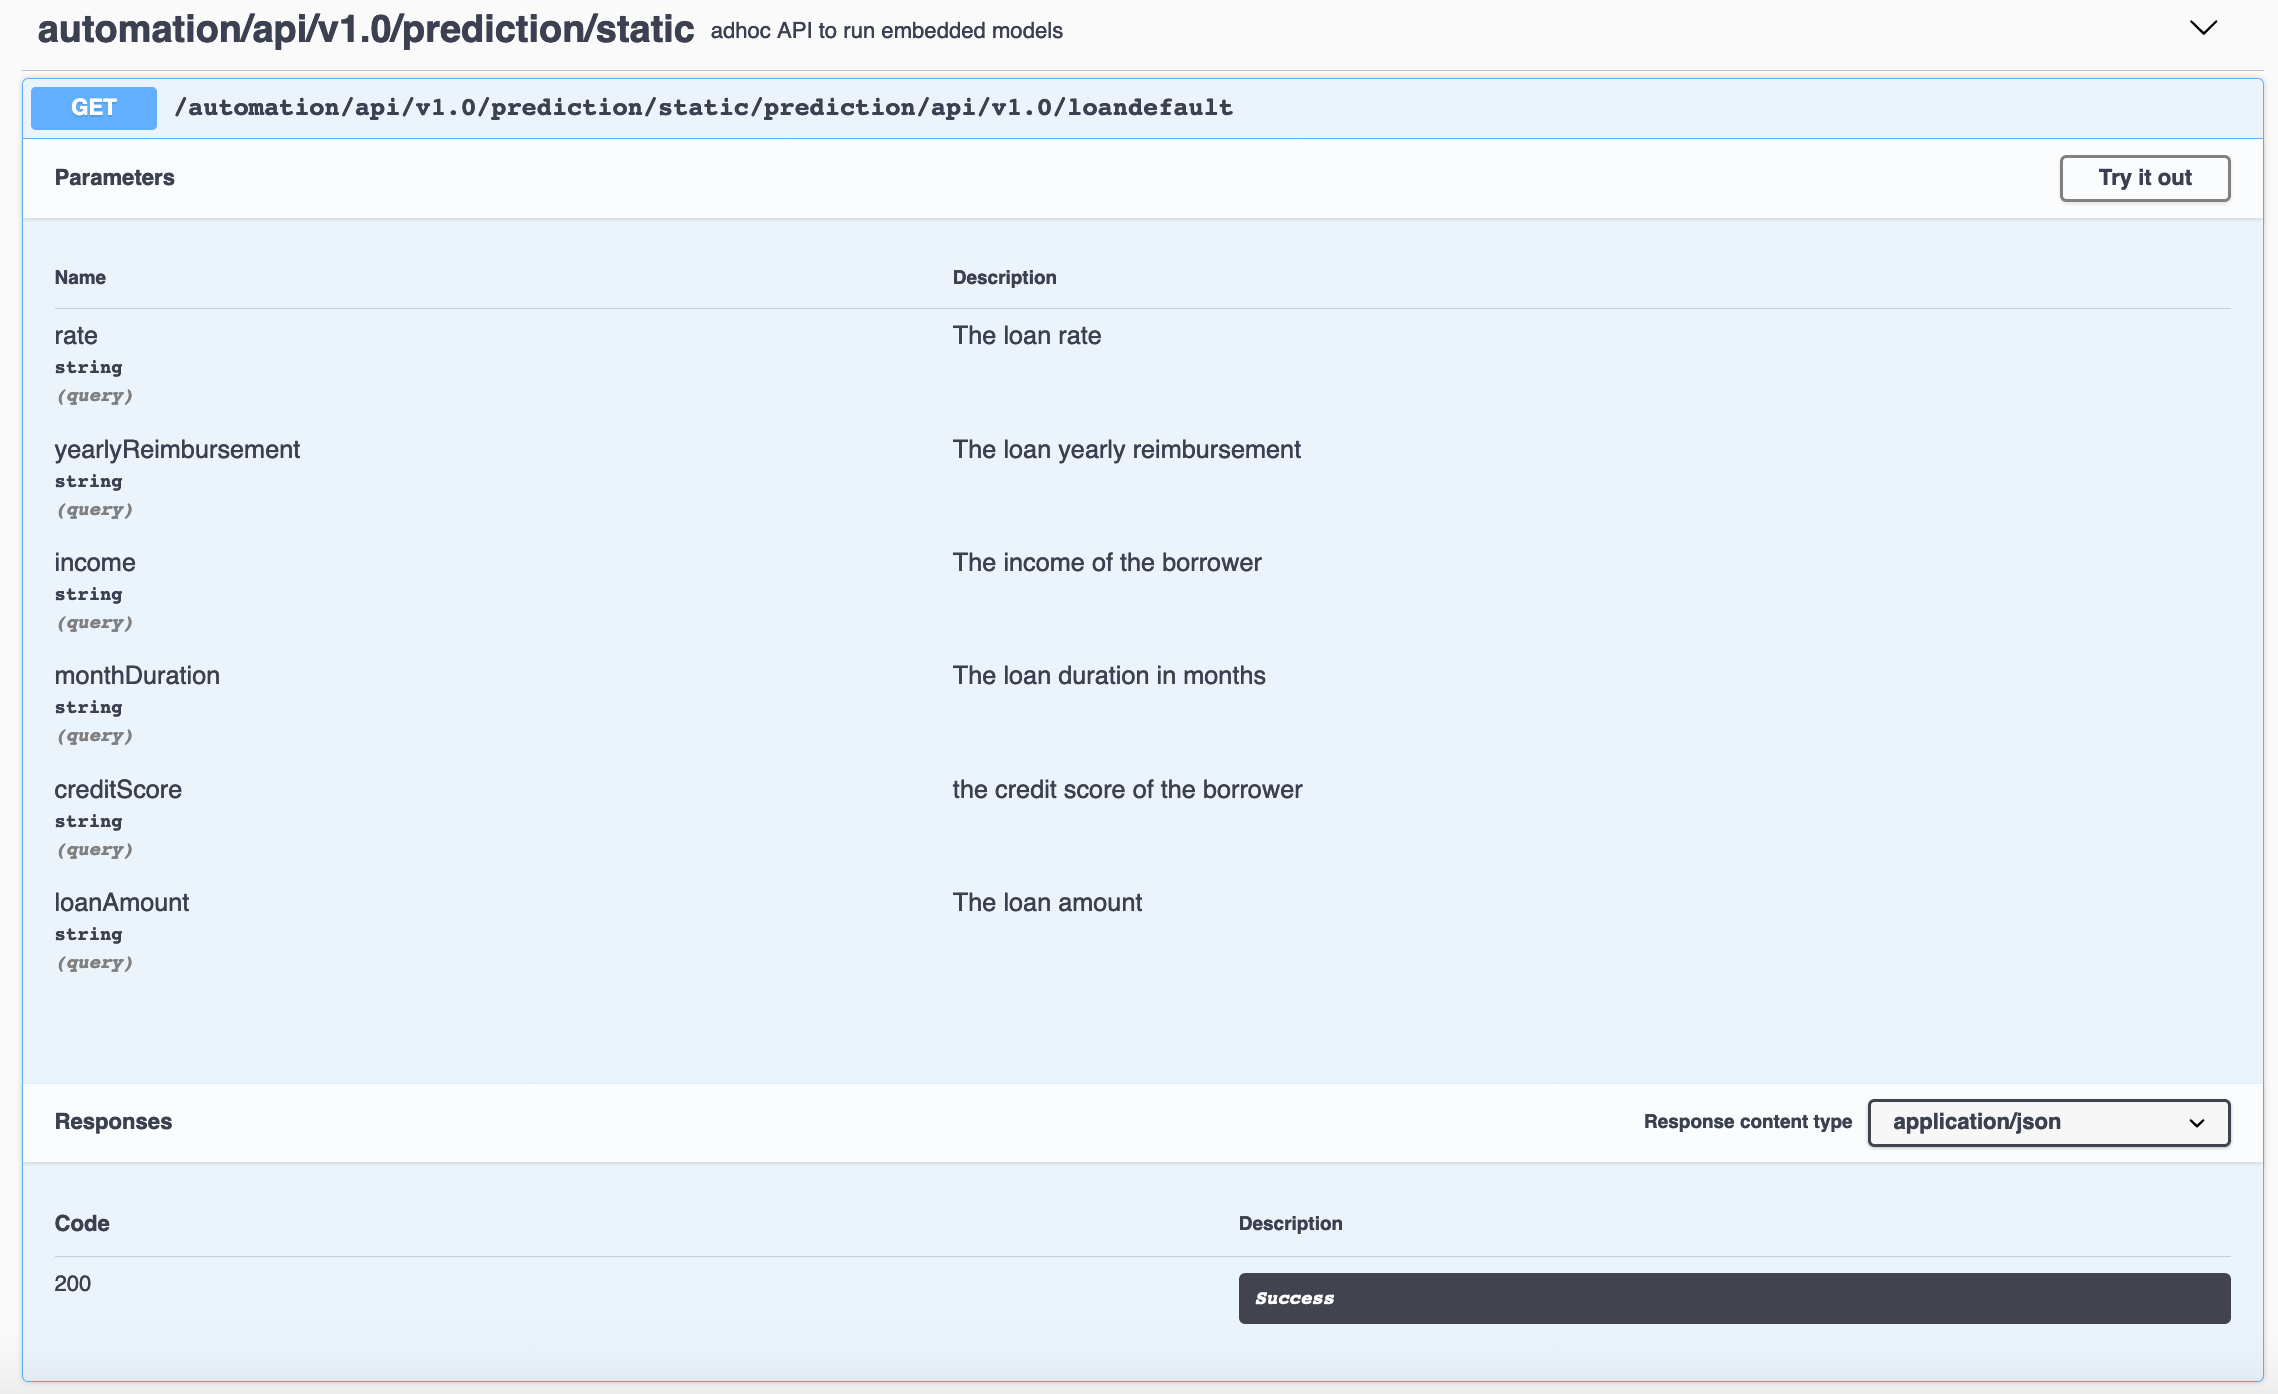 automation/api/v1.0/prediction/static adhoc API to run embedded models
GET /automation/api/v1.0/prediction/static/prediction/api/v1.0/loandefault
Parameters Try it out
Name Description
rate The loan rate
string
(query)
yearlyReimbursement The loan yearly reimbursement
string
(query)
income The income of the borrower
string
(query)
monthDuration The loan duration in months
string
(query)
creditScore the credit score of the borrower
string
(query)
loanAmount The loan amount
string
(query)
Responses Response content type application/json
Code Description
200 Success